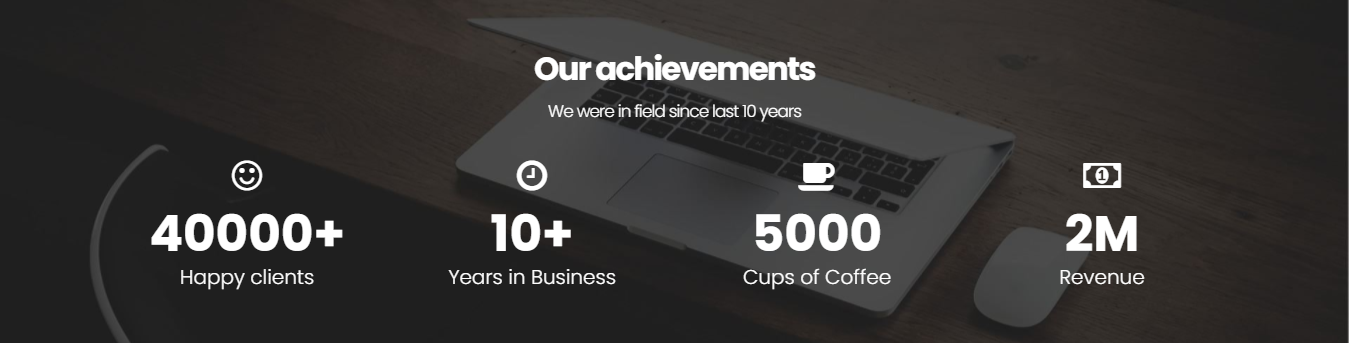 Our achievements
We were in field since last 10 years
40000+ 10+ 5000 2M
Happy clients Years in Business Cups of Coffee Revenue